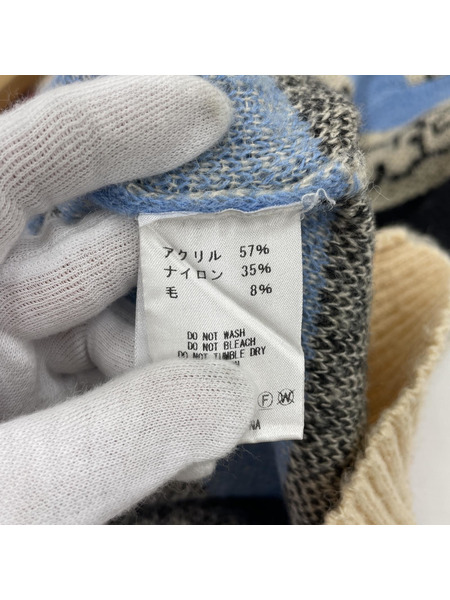 アクリル 57%
ナイロン 35%
毛 8%
DO NOT WASH
DO NOT BLEACH
DO NOT TUMBLE DRY
F W